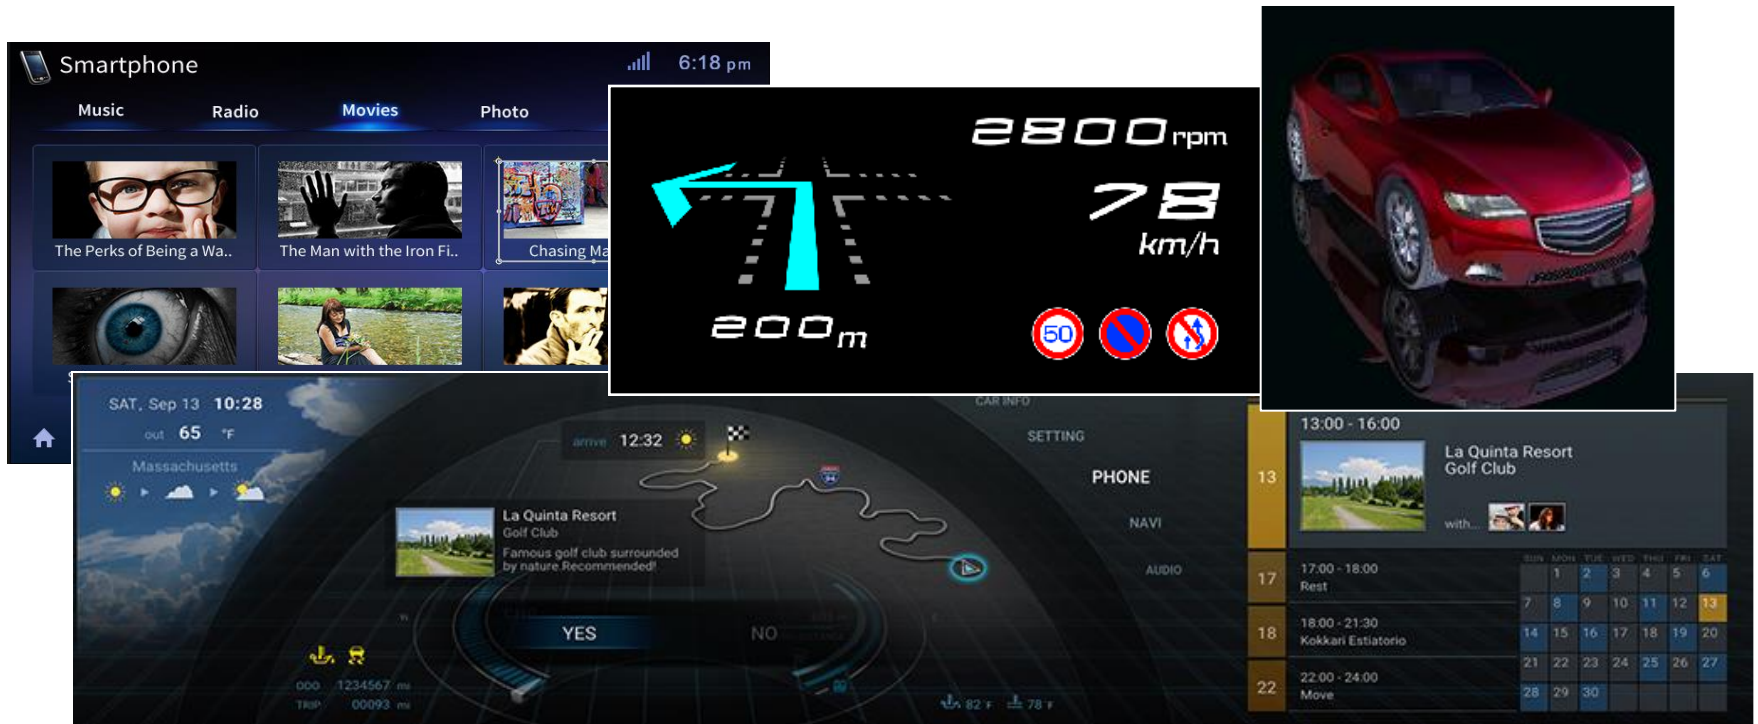 Smartphone
6:18 pm
Music Radio Movies Photo
The Perks of Being a Wa..
The Man with the Iron Fi..
Chasing Ma
2800 rpm
78
km/h
200 m
50
SAT, Sep 13 10:28
out 65 °F
Massachusetts
arrive 12:32
La Quinta Resort
Golf Club
Famous golf club surrounded
by nature.Recommended!
YES
NO
ODO 1234567 mi
TRIP 00093 mi
82°F 78°F
CAR INFO
SETTING
PHONE
NAVI
AUDIO
13
13:00 - 16:00
La Quinta Resort
Golf Club
with...
17
17:00 - 18:00
Rest
18
18:00 - 21:30
Kokkari Estiatorio
22
22:00 - 24:00
Move
SUN MON TUE WED THU FRI SAT
1 2 3 4 5 6
7 8 9 10 11 12 13
14 15 16 17 18 19 20
21 22 23 24 25 26 27
28 29 30